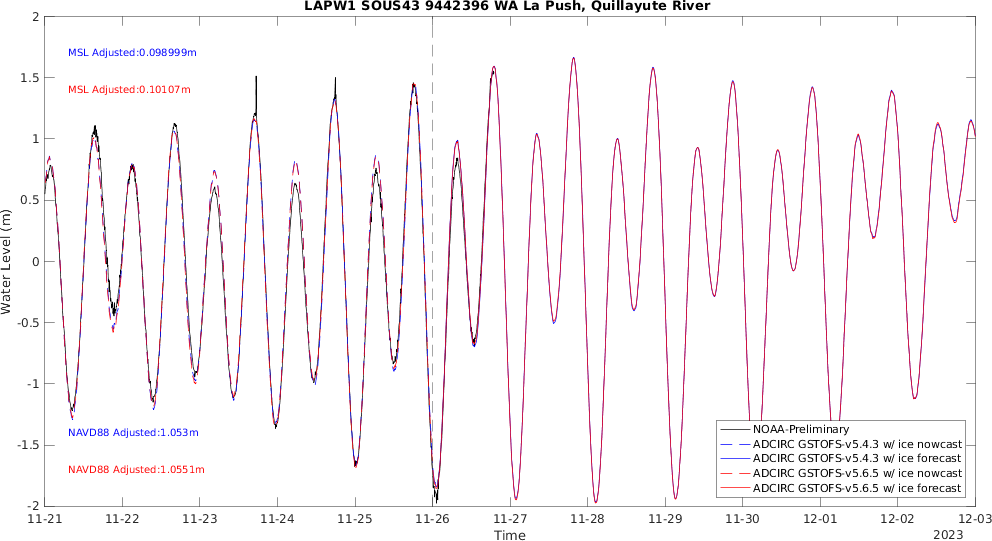 LAPW1 SOUS43 9442396 WA La Push, Quillayute River
2
1.5
1
0.5
0
-0.5
-1
-1.5
-2
Water Level (m)
MSL Adjusted:0.098999m
MSL Adjusted:0.10107m
NAVD88 Adjusted:1.053m
NAVD88 Adjusted:1.0551m
NOAA-Preliminary
ADCIRC GSTOFS-v5.4.3 w/ ice nowcast
ADCIRC GSTOFS-v5.4.3 w/ ice forecast
ADCIRC GSTOFS-v5.6.5 w/ ice nowcast
ADCIRC GSTOFS-v5.6.5 w/ ice forecast
11-21 11-22 11-23 11-24 11-25 11-26 11-27 11-28 11-29 11-30 12-01 12-02 12-03
Time
2023